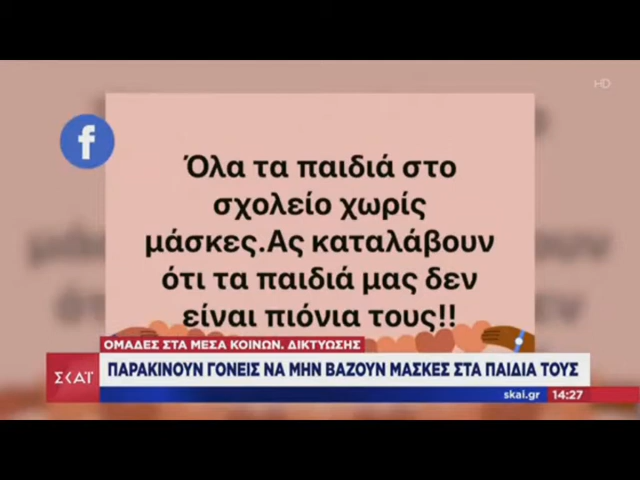 HD
Όλα τα παιδιά στο
σχολείο χωρίς
μάσκες.Ας καταλάβουν
ότι τα παιδιά μας δεν
είναι πιόνια τους!!
ΟΜΑΔΕΣ ΣΤΑ ΜΕΣΑ ΚΟΙΝΩΝ. ΔΙΚΤΥΩΣΗΣ
ΣΚΑΪ
ΠΑΡΑΚΙΝΟΥΝ ΓΟΝΕΙΣ ΝΑ ΜΗΝ ΒΑΖΟΥΝ ΜΑΣΚΕΣ ΣΤΑ ΠΑΙΔΙΑ ΤΟΥΣ
skai.gr 14:27